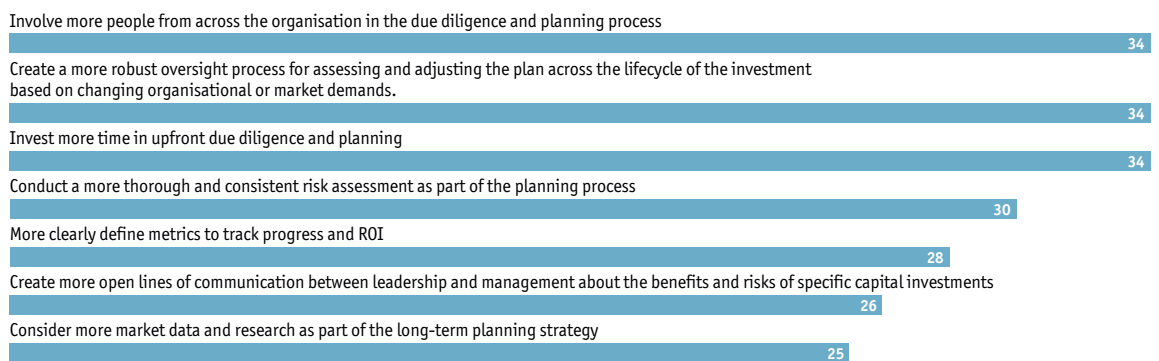 Involve more people from across the organisation in the due diligence and planning process
34
Create a more robust oversight process for assessing and adjusting the plan across the lifecycle of the investment
based on changing organisational or market demands.
34
Invest more time in upfront due diligence and planning
34
Conduct a more thorough and consistent risk assessment as part of the planning process
30
More clearly define metrics to track progress and ROI
28
Create more open lines of communication between leadership and management about the benefits and risks of specific capital investments
26
Consider more market data and research as part of the long-term planning strategy
25